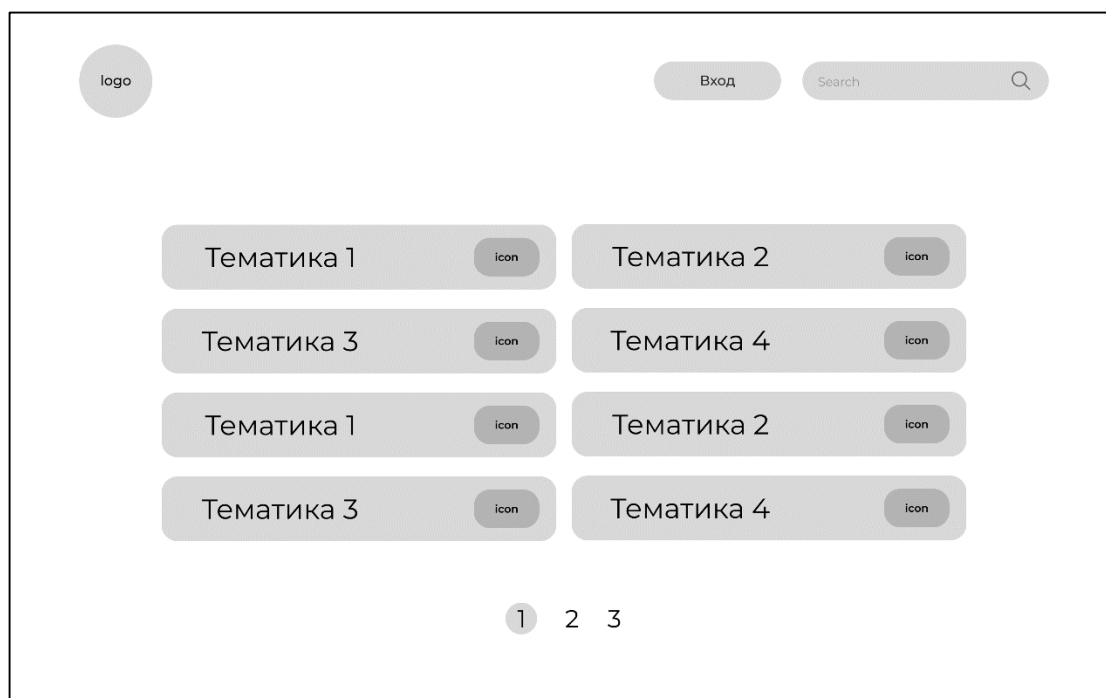 logo
Вход
Search
Тематика 1 icon
Тематика 2 icon
Тематика 3 icon
Тематика 4 icon
Тематика 1 icon
Тематика 2 icon
Тематика 3 icon
Тематика 4 icon
1 2 3